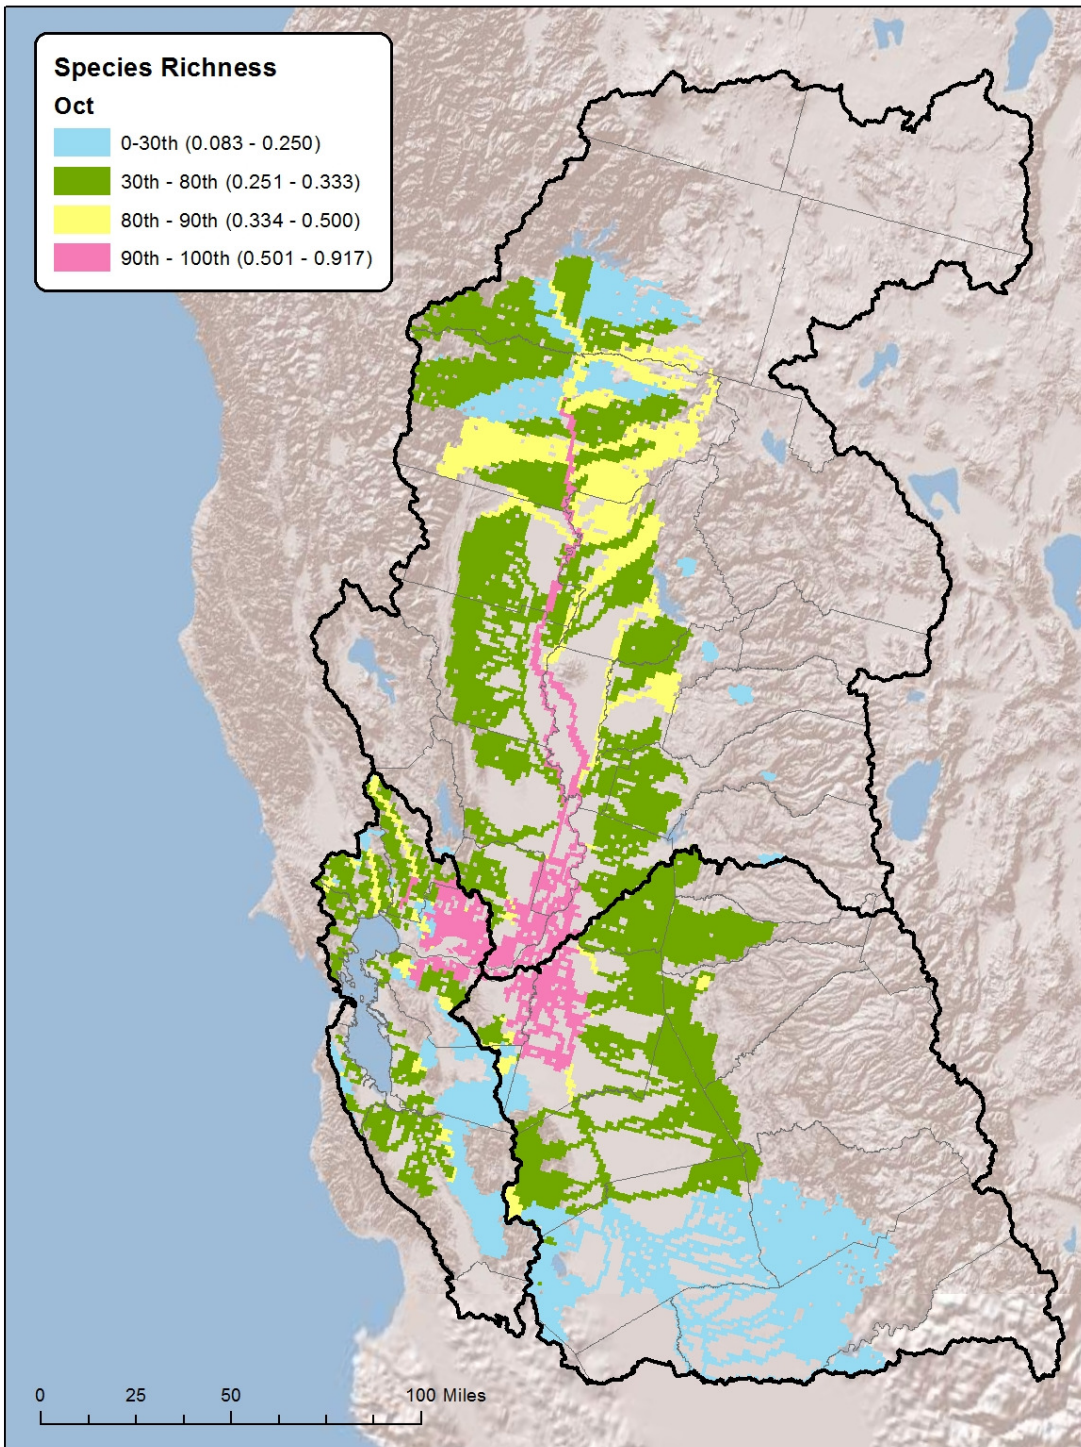 Species Richness
Oct
0-30th (0.083 - 0.250)
30th - 80th (0.251 - 0.333)
80th - 90th (0.334 - 0.500)
90th - 100th (0.501 - 0.917)
0 25 50 100 Miles